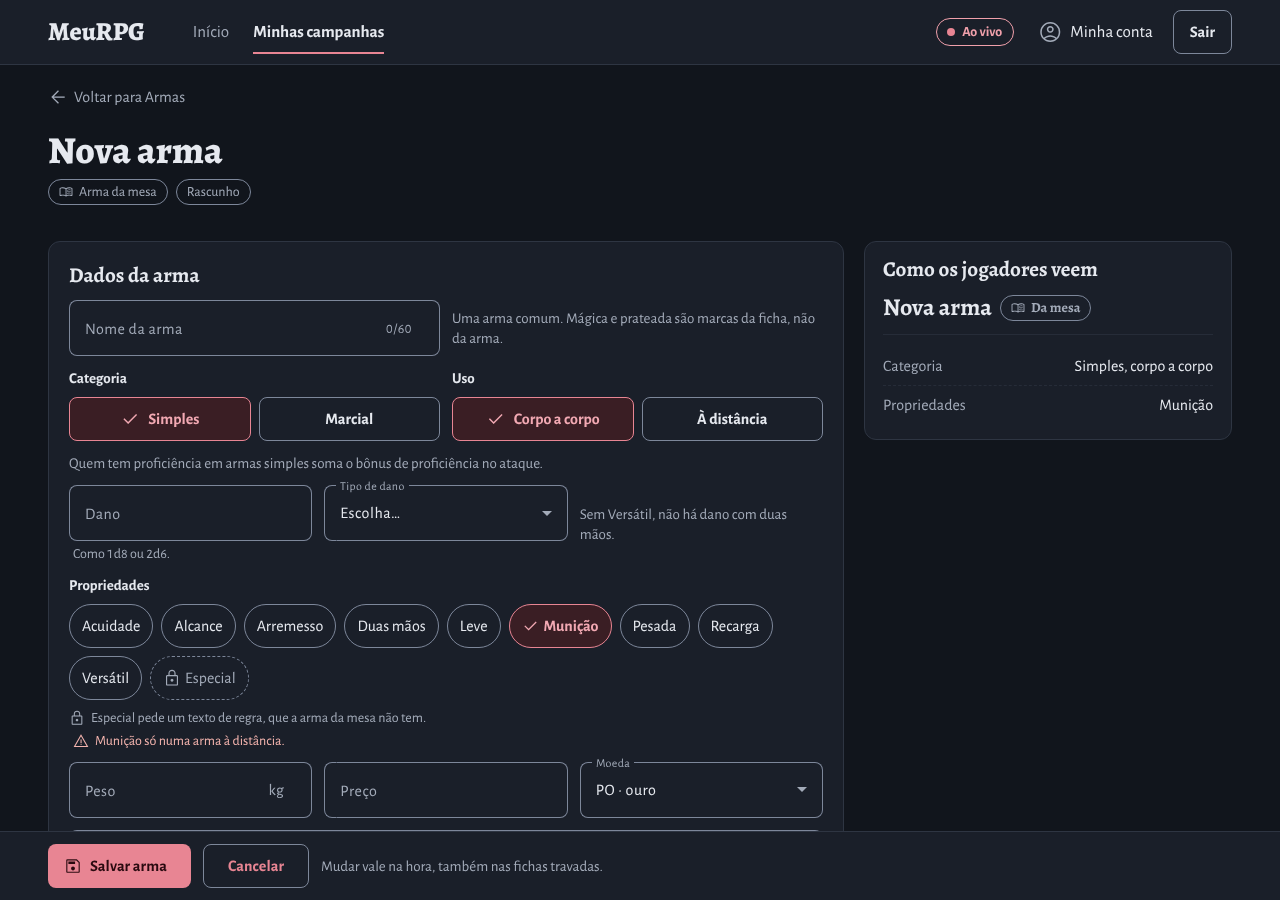 MeuRPG
Início
Minhas campanhas
Ao vivo
Minha conta
Sair
Voltar para Armas
Nova arma
Arma da mesa
Rascunho
Dados da arma
Nome da arma
0/60
Uma arma comum. Mágica e prateada são marcas da ficha, não
da arma.
Categoria
Uso
Simples
Marcial
Corpo a corpo
À distância
Quem tem proficiência em armas simples soma o bônus de proficiência no ataque.
Dano
Tipo de dano
Escolha...
Sem Versátil, não há dano com duas
mãos.
Como 1d8 ou 2d6.
Propriedades
Acuidade
Alcance
Arremesso
Duas mãos
Leve
Munição
Pesada
Recarga
Versátil
Especial
Especial pede um texto de regra, que a arma da mesa não tem.
Munição só numa arma à distância.
Peso
kg
Preço
Moeda
PO · ouro
Como os jogadores veem
Nova arma
Da mesa
Categoria
Simples, corpo a corpo
Propriedades
Munição
Salvar arma
Cancelar
Mudar vale na hora, também nas fichas travadas.